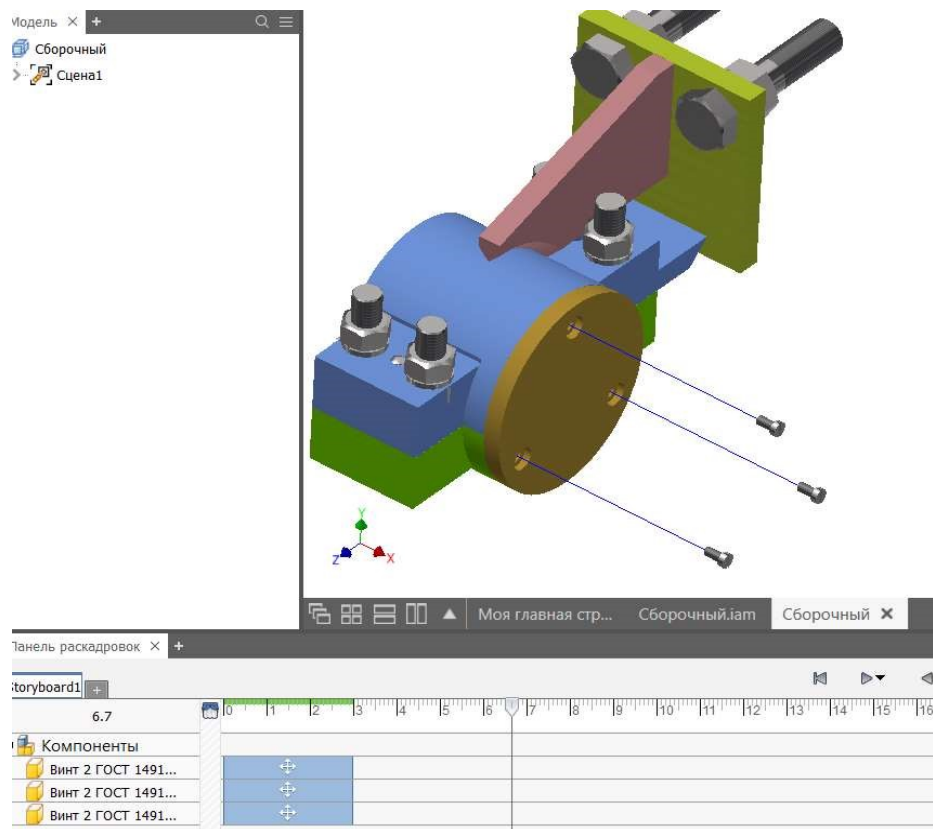 Модель × +
Сборочный
Сцена1
Y
Z
X
Моя главная стр... Сборочный.iam Сборочный ×
Панель раскадровок × +
Storyboard1 +
6.7 0 1 2 3 4 5 6 7 8 9 10 11 12 13 14 15 16
Компоненты
Винт 2 ГОСТ 1491...
Винт 2 ГОСТ 1491...
Винт 2 ГОСТ 1491...